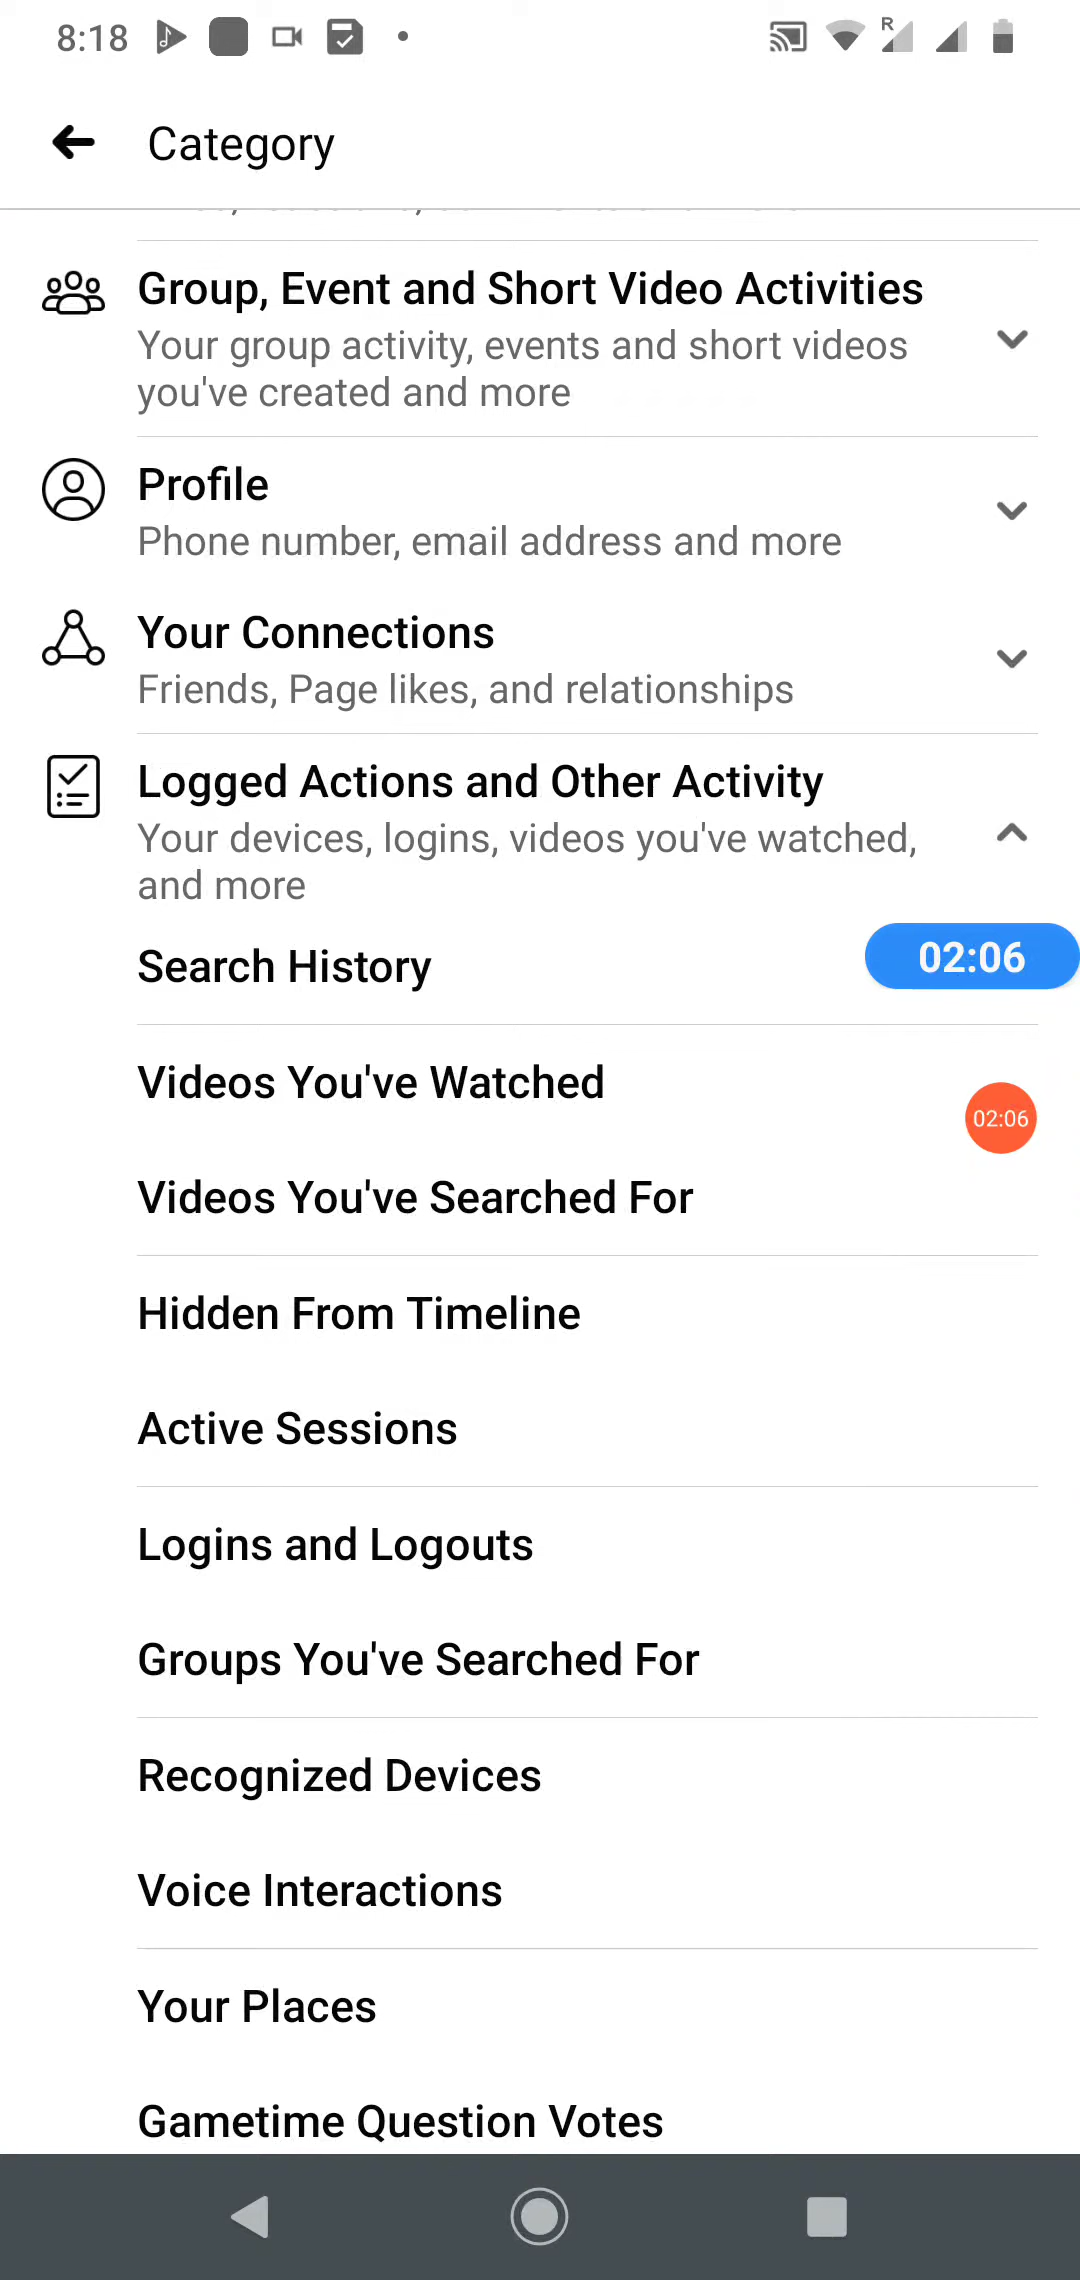 8:18
R
Category
Group, Event and Short Video Activities
Your group activity, events and short videos
you've created and more
Profile
Phone number, email address and more
Your Connections
Friends, Page likes, and relationships
Logged Actions and Other Activity
Your devices, logins, videos you've watched,
and more
Search History
02:06
Videos You've Watched
02:06
Videos You've Searched For
Hidden From Timeline
Active Sessions
Logins and Logouts
Groups You've Searched For
Recognized Devices
Voice Interactions
Your Places
Gametime Question Votes